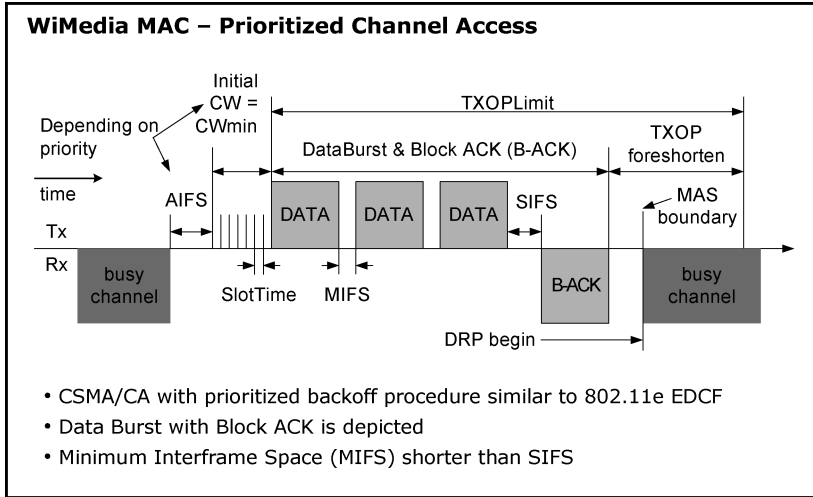 WiMedia MAC – Prioritized Channel Access
Initial
CW =
CWmin
TXOPLimit
Depending on
priority
DataBurst & Block ACK (B-ACK)
TXOP
foreshorten
time
AIFS
DATA
DATA
DATA
SIFS
MAS
boundary
Tx
Rx
busy
channel
SlotTime
MIFS
B-ACK
busy
channel
DRP begin
• CSMA/CA with prioritized backoff procedure similar to 802.11e EDCF
• Data Burst with Block ACK is depicted
• Minimum Interframe Space (MIFS) shorter than SIFS